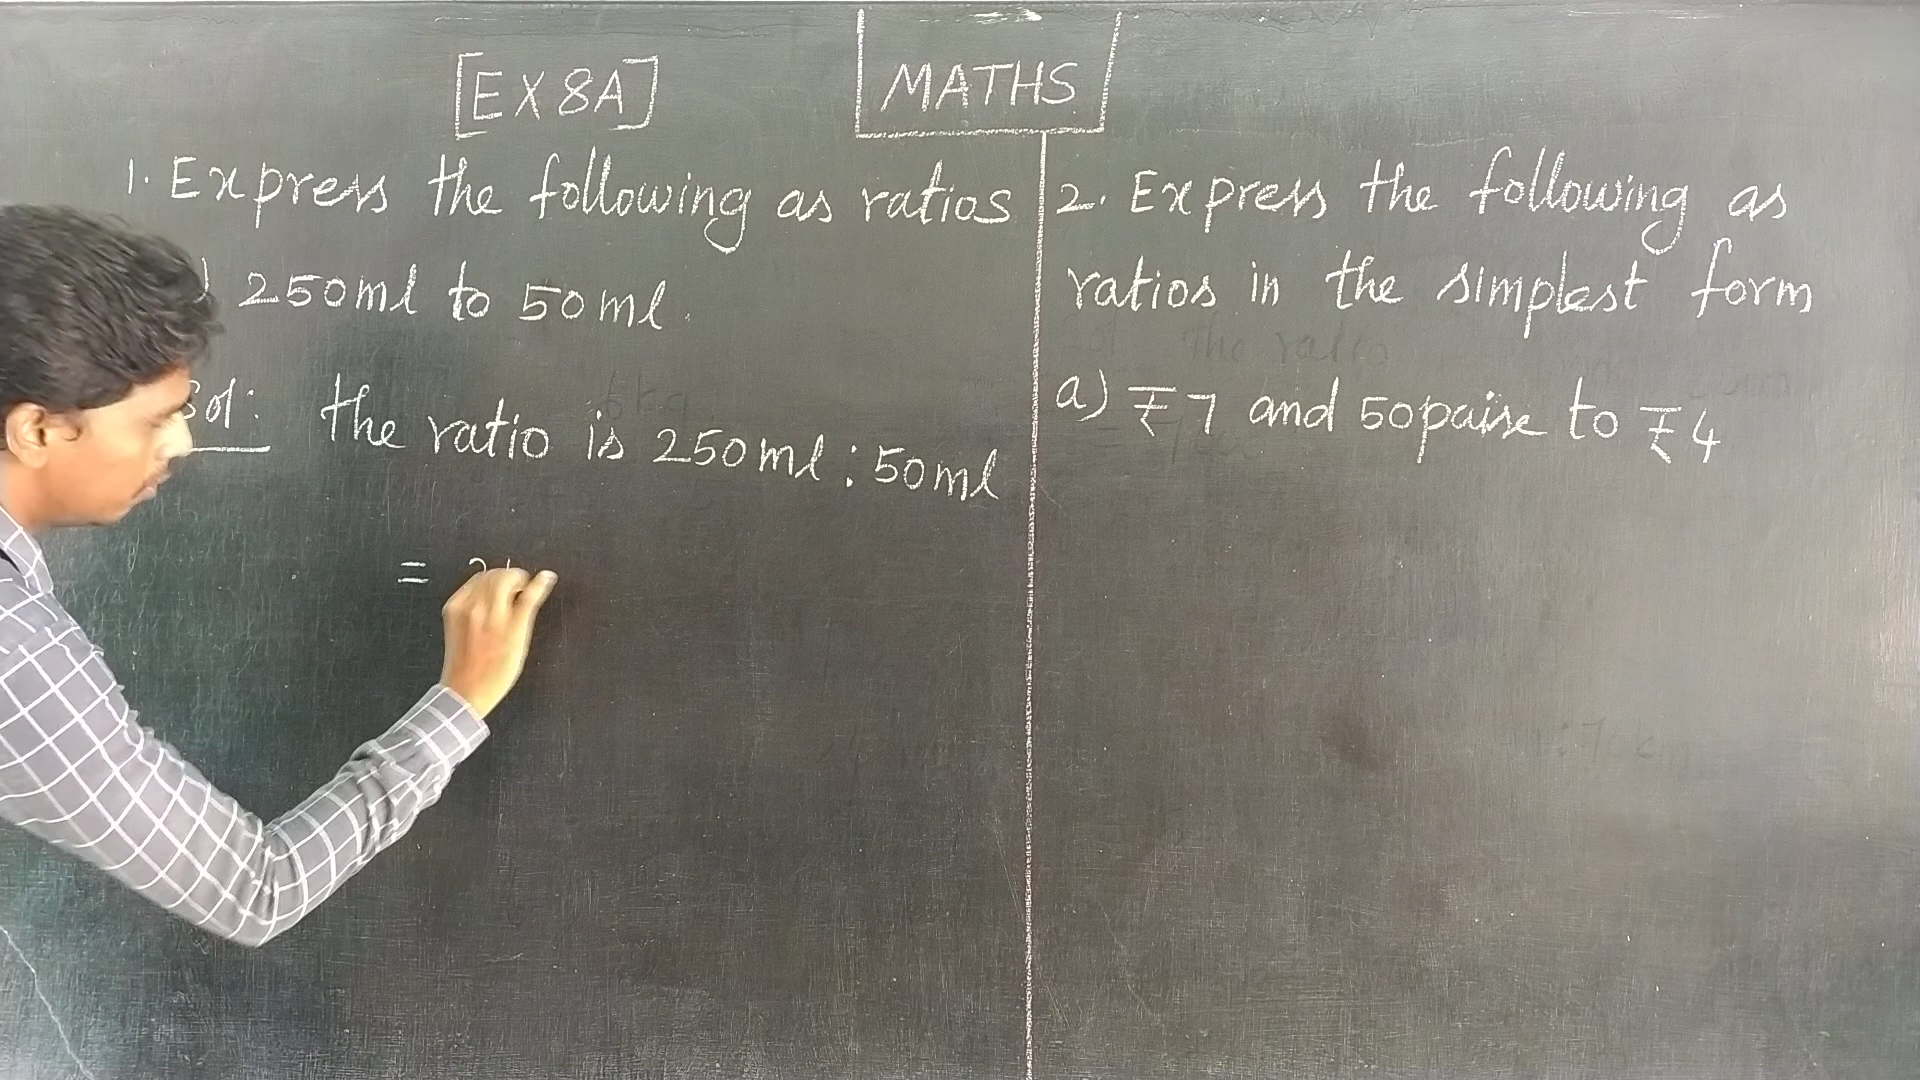 [EX 8A]
MATHS
1. Express the following as ratios
) 250ml to 50ml.
Sol: the ratio is 250ml : 50ml
=
2. Express the following as
ratios in the simplest form
a) ₹7 and 50paise to ₹4